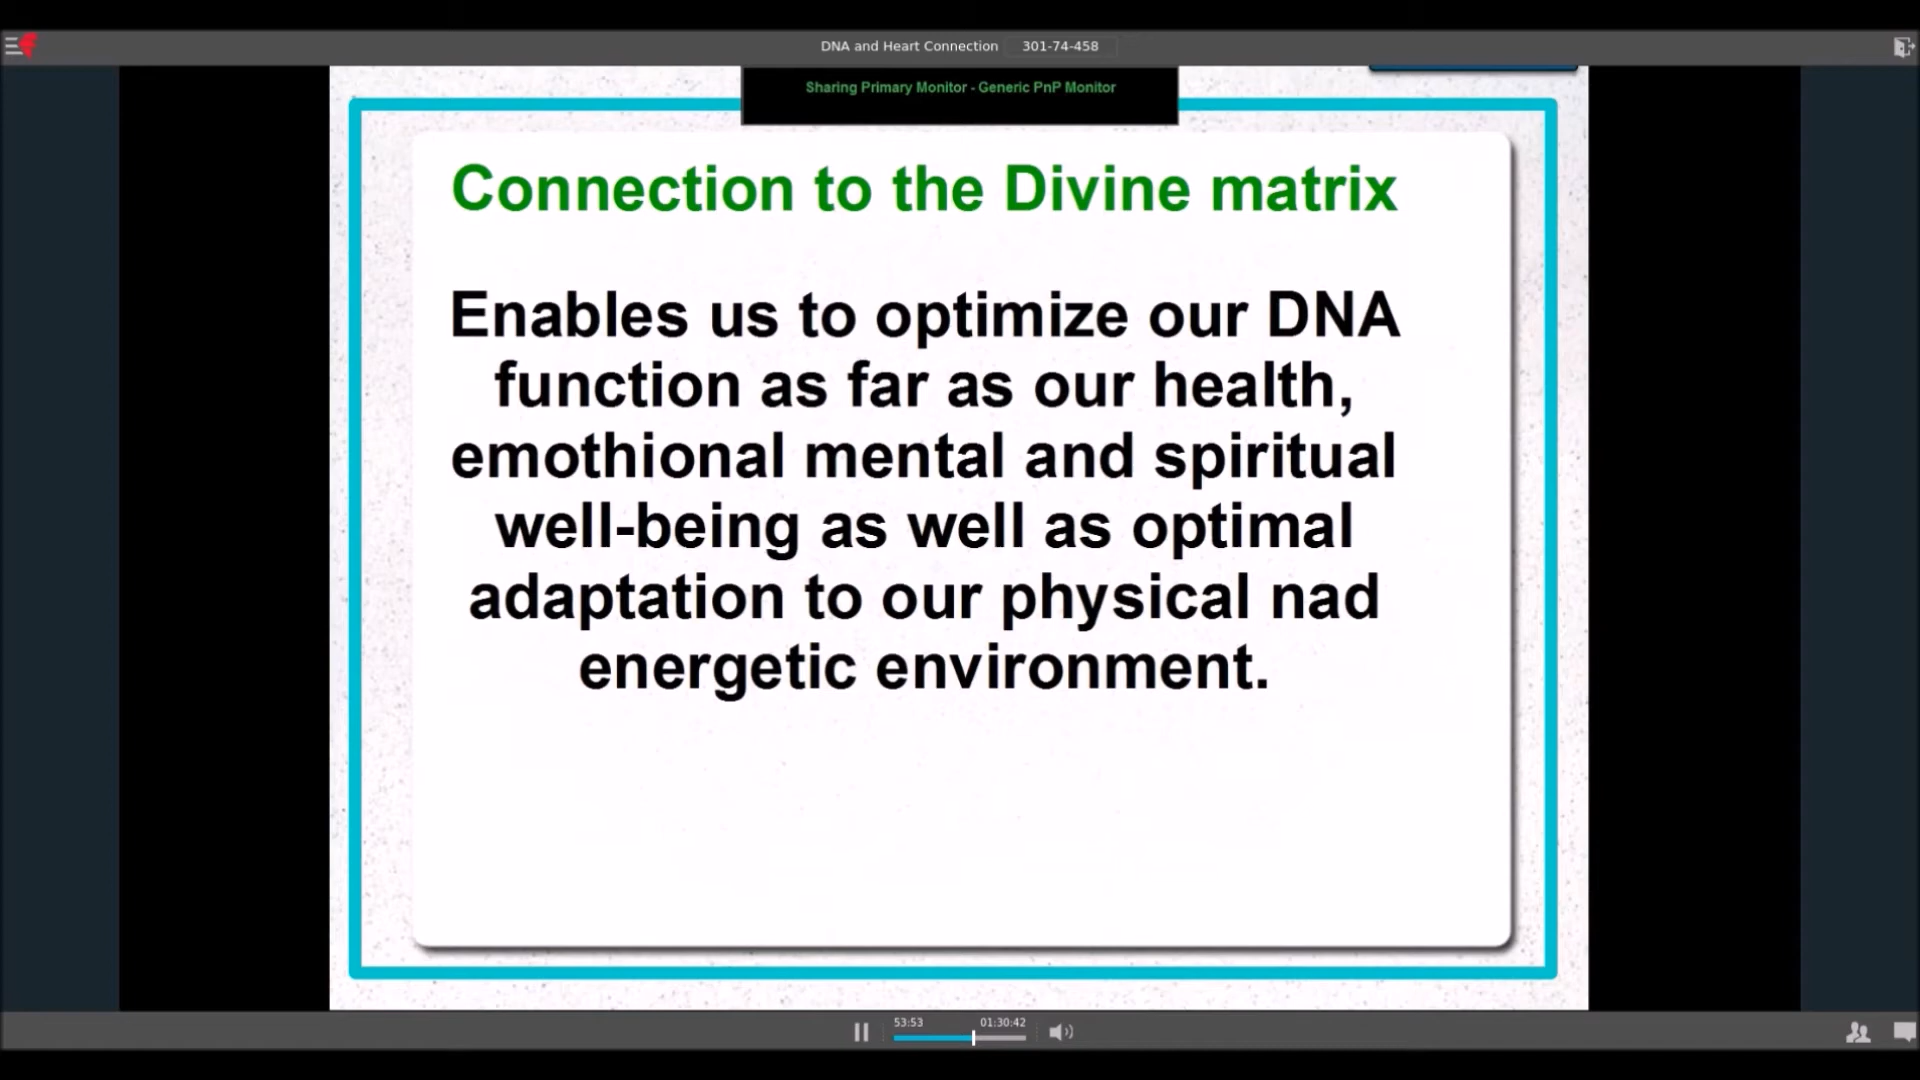 DNA and Heart Connection 301-74-458
Sharing Primary Monitor - Generic PnP Monitor
Connection to the Divine matrix
Enables us to optimize our DNA
function as far as our health,
emothional mental and spiritual
well-being as well as optimal
adaptation to our physical nad
energetic environment.
53:53 01:30:42